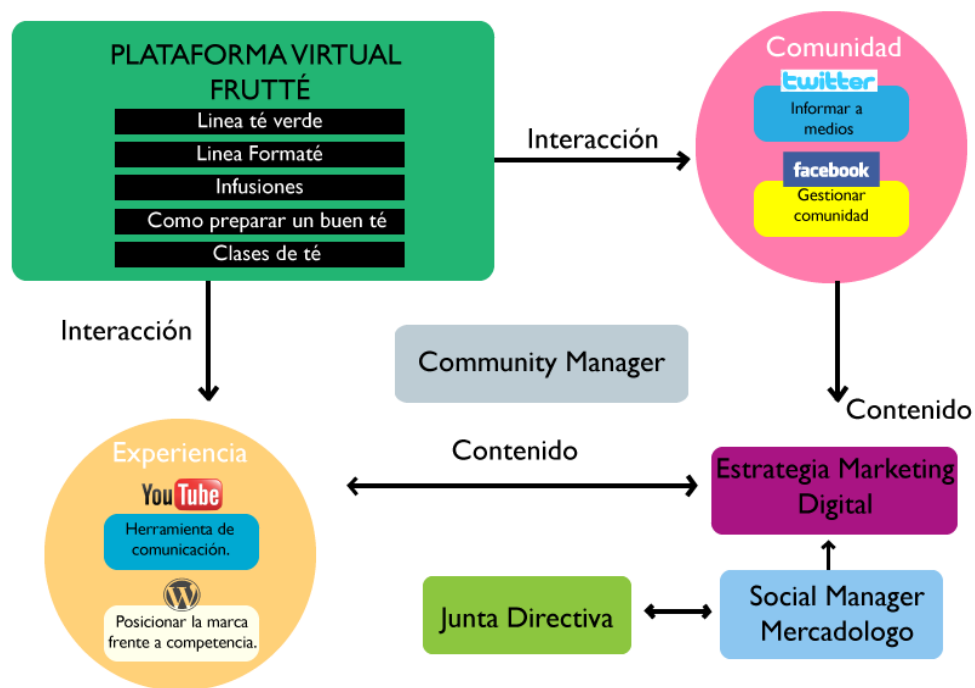 PLATAFORMA VIRTUAL
FRUTTÉ
Linea té verde
Linea Formaté
Infusiones
Como preparar un buen té
Clases de té
Interacción
Comunidad
twitter
Informar a
medios
facebook
Gestionar
comunidad
Interacción
Community Manager
Contenido
Experiencia
YouTube
Herramienta de
comunicación.
Posicionar la marca
frente a competencia.
Contenido
Estrategia Marketing
Digital
Junta Directiva
Social Manager
Mercadologo